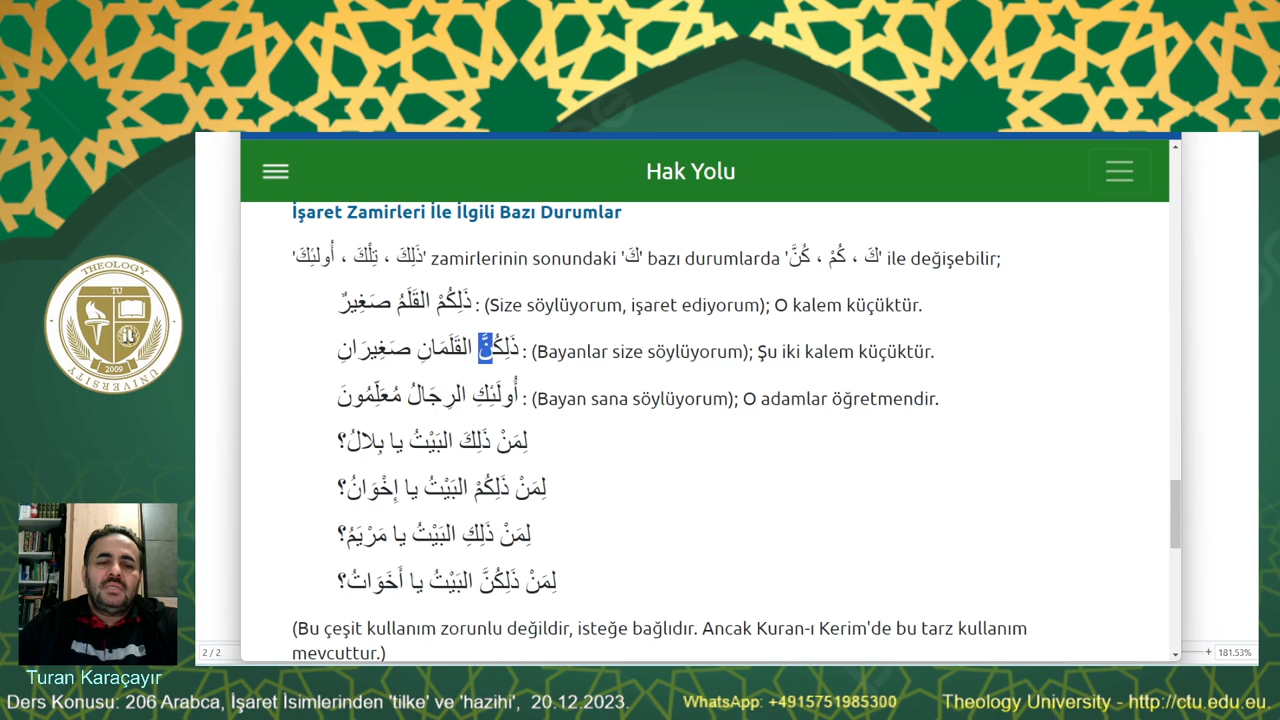 Hak Yolu
İşaret Zamirleri İle İlgili Bazı Durumlar
'ذَلِكَ ، تِلْكَ ، أُولئِكَ' zamirlerinin sonundaki 'كَ' bazı durumlarda 'كَ ، كُمْ ، كُنَّ' ile değişebilir;
ذَلِكُمْ القَلَمُ صَغِيرٌ : (Size söylüyorum, işaret ediyorum); O kalem küçüktür.
ذَلِكُنَّ القَلَمَانِ صَغِيرَانِ : (Bayanlar size söylüyorum); Şu iki kalem küçüktür.
أُولَئِكِ الرِجَالُ مُعَلِّمُونَ : (Bayan sana söylüyorum); O adamlar öğretmendir.
لِمَنْ ذَلِكَ البَيْتُ يا بِلالُ؟
لِمَنْ ذَلِكُمْ البَيْتُ يا إِخْوَانُ؟
لِمَنْ ذَلِكِ البَيْتُ يا مَرْيَمُ؟
لِمَنْ ذَلِكُنَّ البَيْتُ يا أَخَوَاتُ؟
(Bu çeşit kullanım zorunlu değildir, isteğe bağlıdır. Ancak Kuran-ı Kerim'de bu tarz kullanım
mevcuttur.)
2 / 2
+ 181.53%
THEOLOGY
TU
2009
UNIVERSITY
Turan Karaçayır
Ders Konusu: 206 Arabca, İşaret İsimlerinden 'tilke' ve 'hazihi', 20.12.2023.
WhatsApp: +4915751985300
Theology University - http://ctu.edu.eu